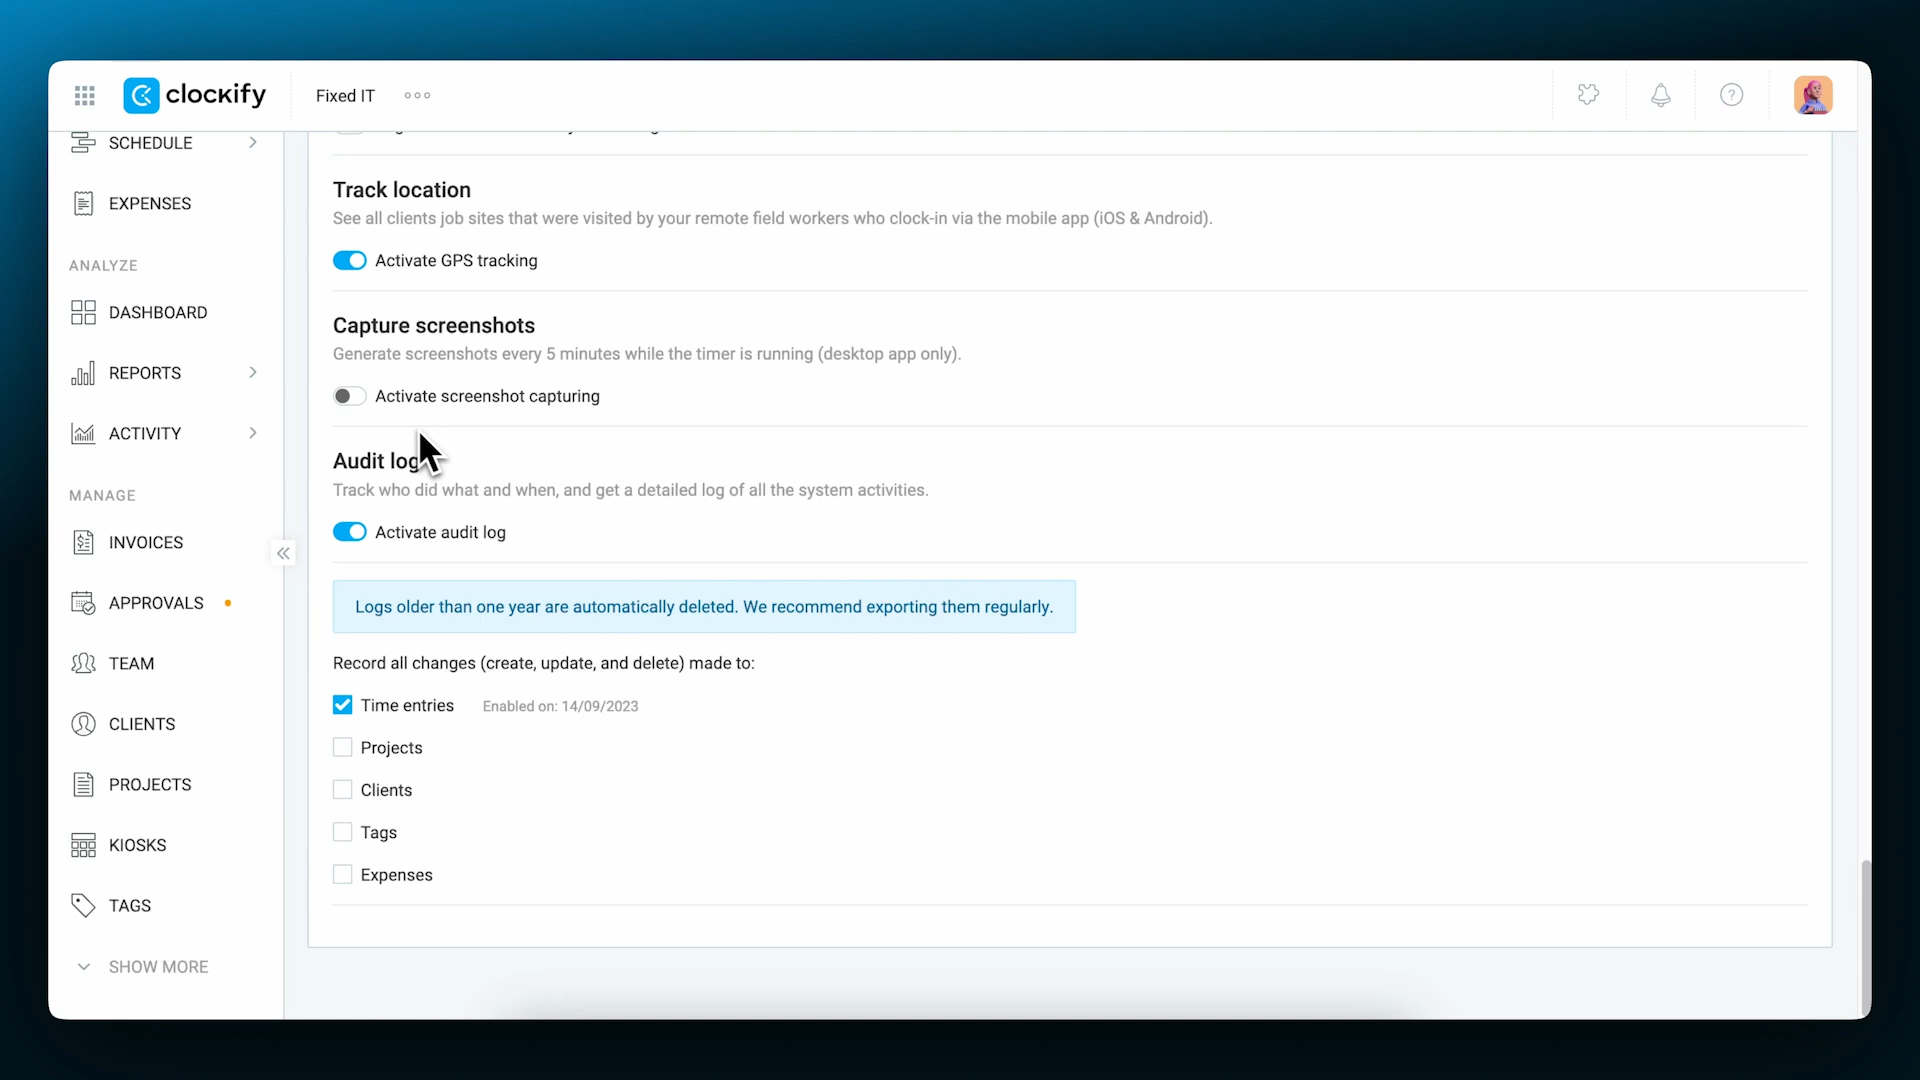 clockify
Fixed IT
SCHEDULE
EXPENSES
ANALYZE
DASHBOARD
REPORTS
ACTIVITY
MANAGE
INVOICES
APPROVALS
TEAM
CLIENTS
PROJECTS
KIOSKS
TAGS
SHOW MORE
Track location
See all clients job sites that were visited by your remote field workers who clock-in via the mobile app (iOS & Android).
Activate GPS tracking
Capture screenshots
Generate screenshots every 5 minutes while the timer is running (desktop app only).
Activate screenshot capturing
Audit log
Track who did what and when, and get a detailed log of all the system activities.
Activate audit log
Logs older than one year are automatically deleted. We recommend exporting them regularly.
Record all changes (create, update, and delete) made to:
Time entries Enabled on: 14/09/2023
Projects
Clients
Tags
Expenses